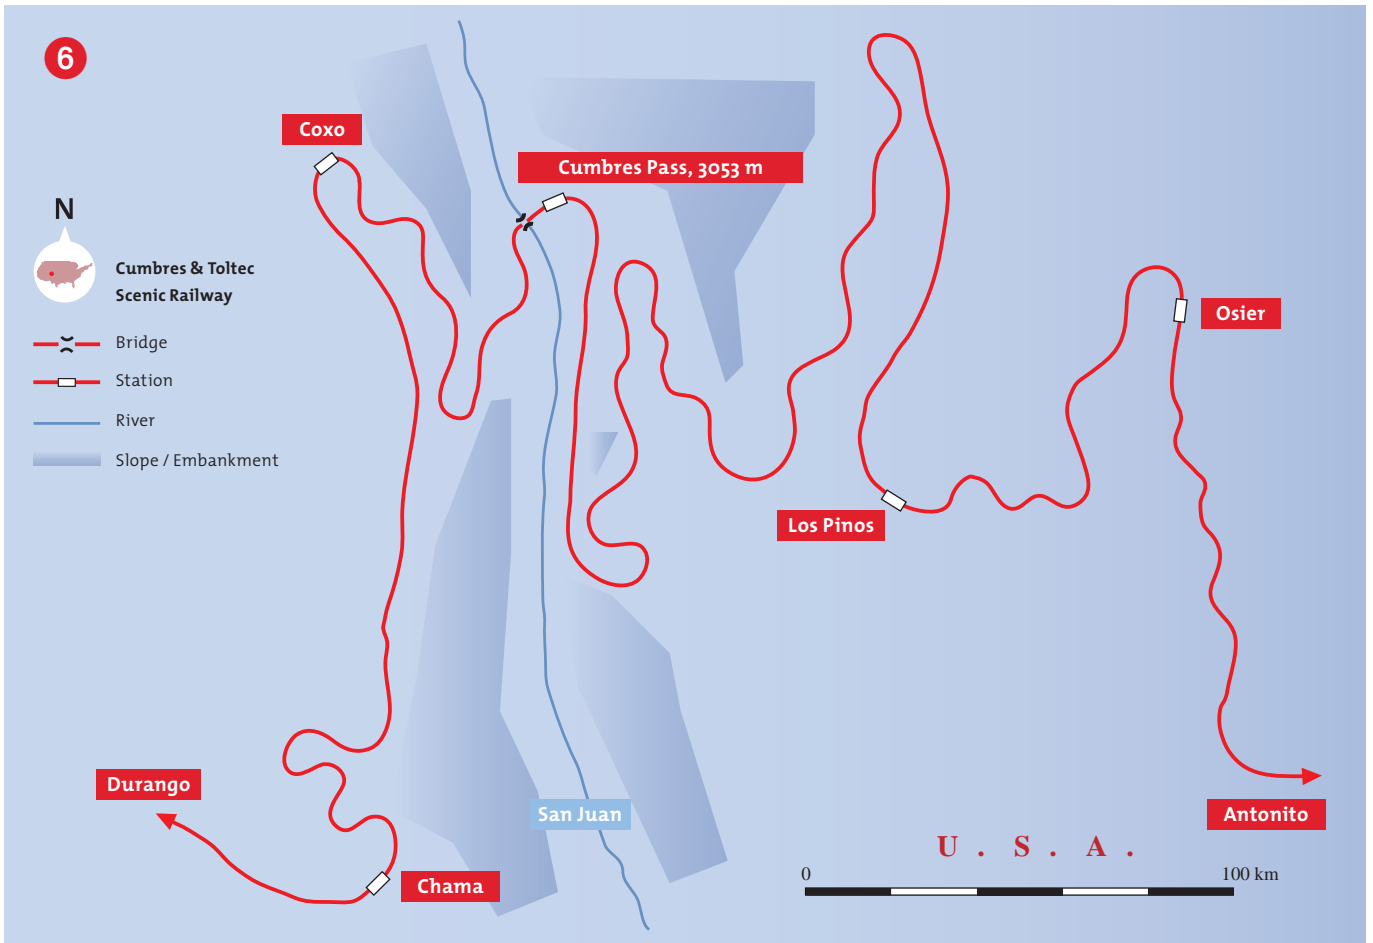 6
Coxo
Cumbres Pass, 3053 m
N
Cumbres & Toltec
Scenic Railway
Bridge
Station
River
Slope / Embankment
Osier
Los Pinos
Durango
San Juan
Antonito
Chama
U . S . A .
0
100 km